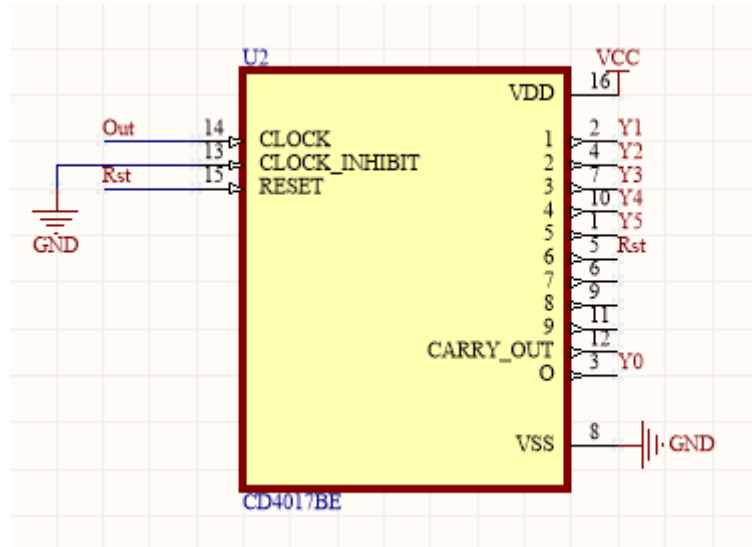 U2
VCC
VDD 16
Out 14 CLOCK
1 2 Y1
13 CLOCK_INHIBIT
2 4 Y2
Rst 15 RESET
3 7 Y3
4 10 Y4
5 1 Y5
6 5 Rst
7 6
8 9
9 11
CARRY_OUT 12
O 3 Y0
GND
VSS 8 GND
CD4017BE